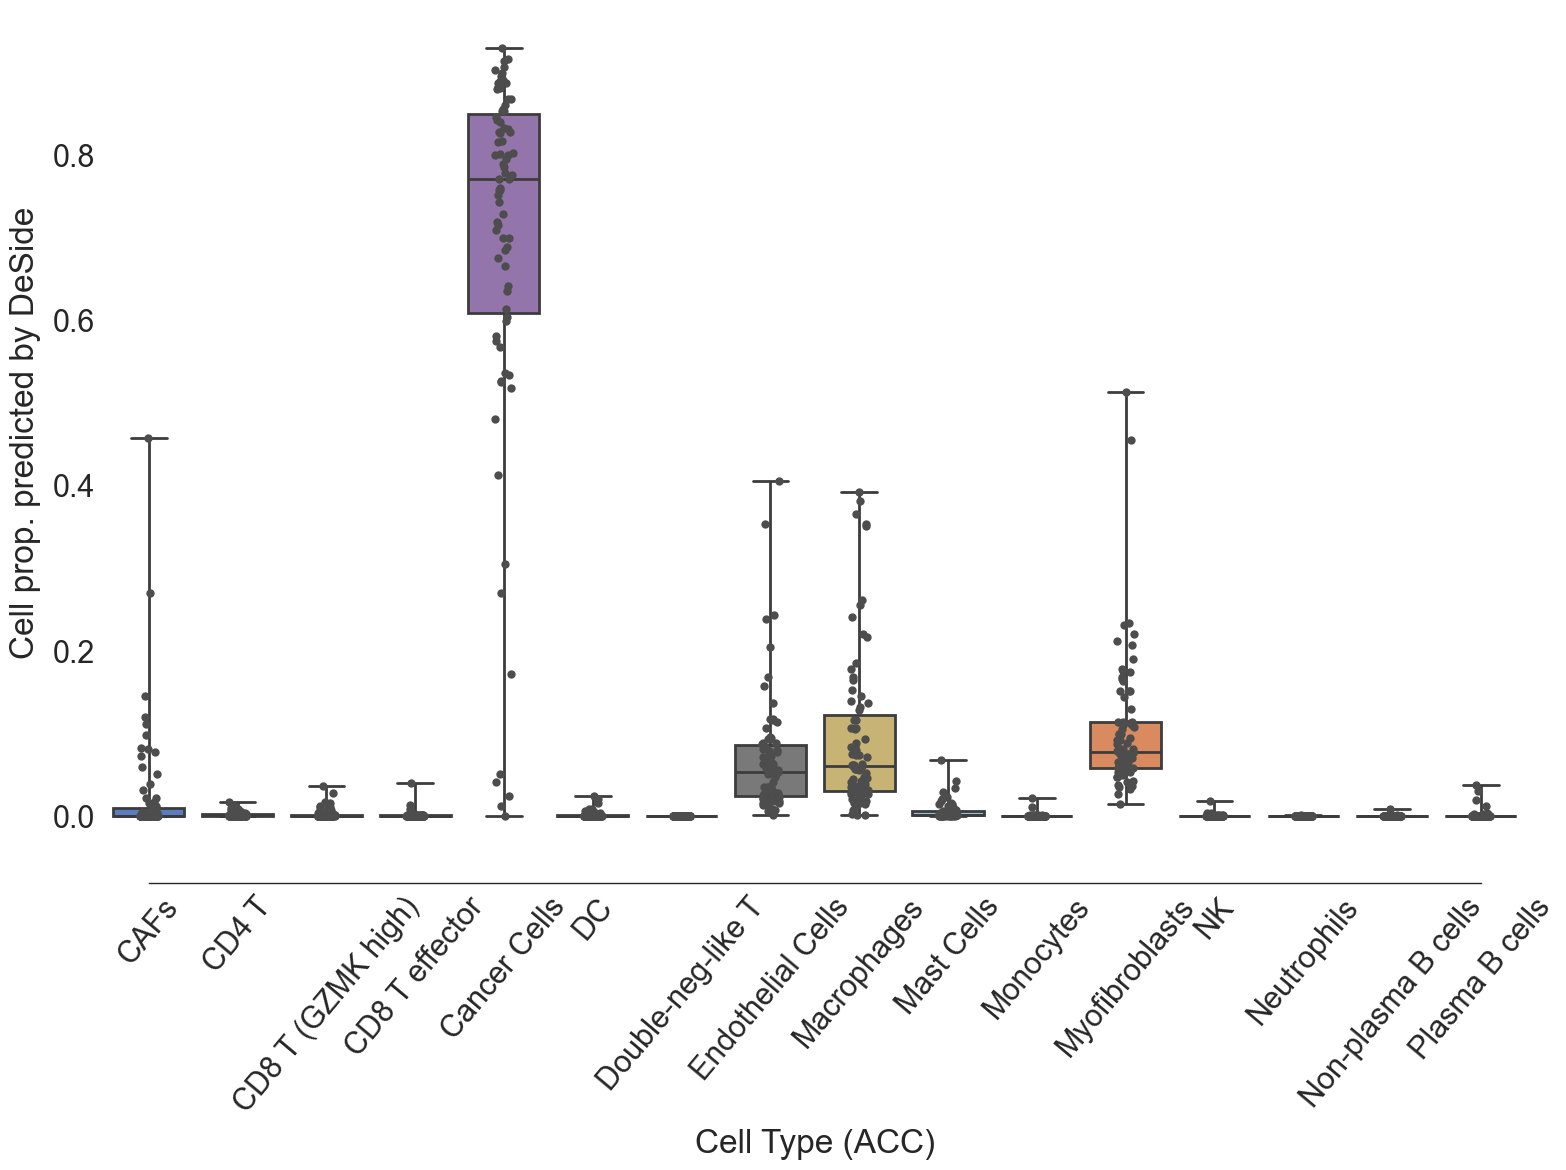 Cell prop. predicted by DeSide
0.8
0.6
0.4
0.2
0.0
CAFs
CD4 T
CD8 T (GZMK high)
CD8 T effector
Cancer Cells
DC
Double-neg-like T
Endothelial Cells
Macrophages
Mast Cells
Monocytes
Myofibroblasts
NK
Neutrophils
Non-plasma B cells
Plasma B cells
Cell Type (ACC)